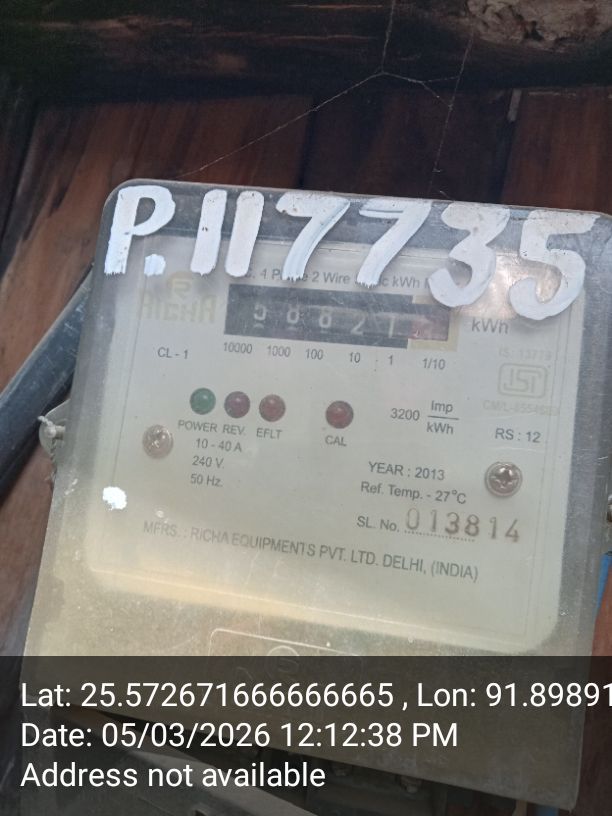 P.117735
RICHA
kWh
CL - 1
10000 1000 100 10 1 1/10
IS : 13779
POWER REV. EFLT
CAL
3200 Imp
kWh
RS : 12
10 - 40 A
240 V.
50 Hz.
YEAR : 2013
Ref. Temp. - 27°C
SL. No. 013814
MFRS. : RICHA EQUIPMENTS PVT. LTD. DELHI, (INDIA)
Lat: 25.572671666666665 , Lon: 91.89891
Date: 05/03/2026 12:12:38 PM
Address not available